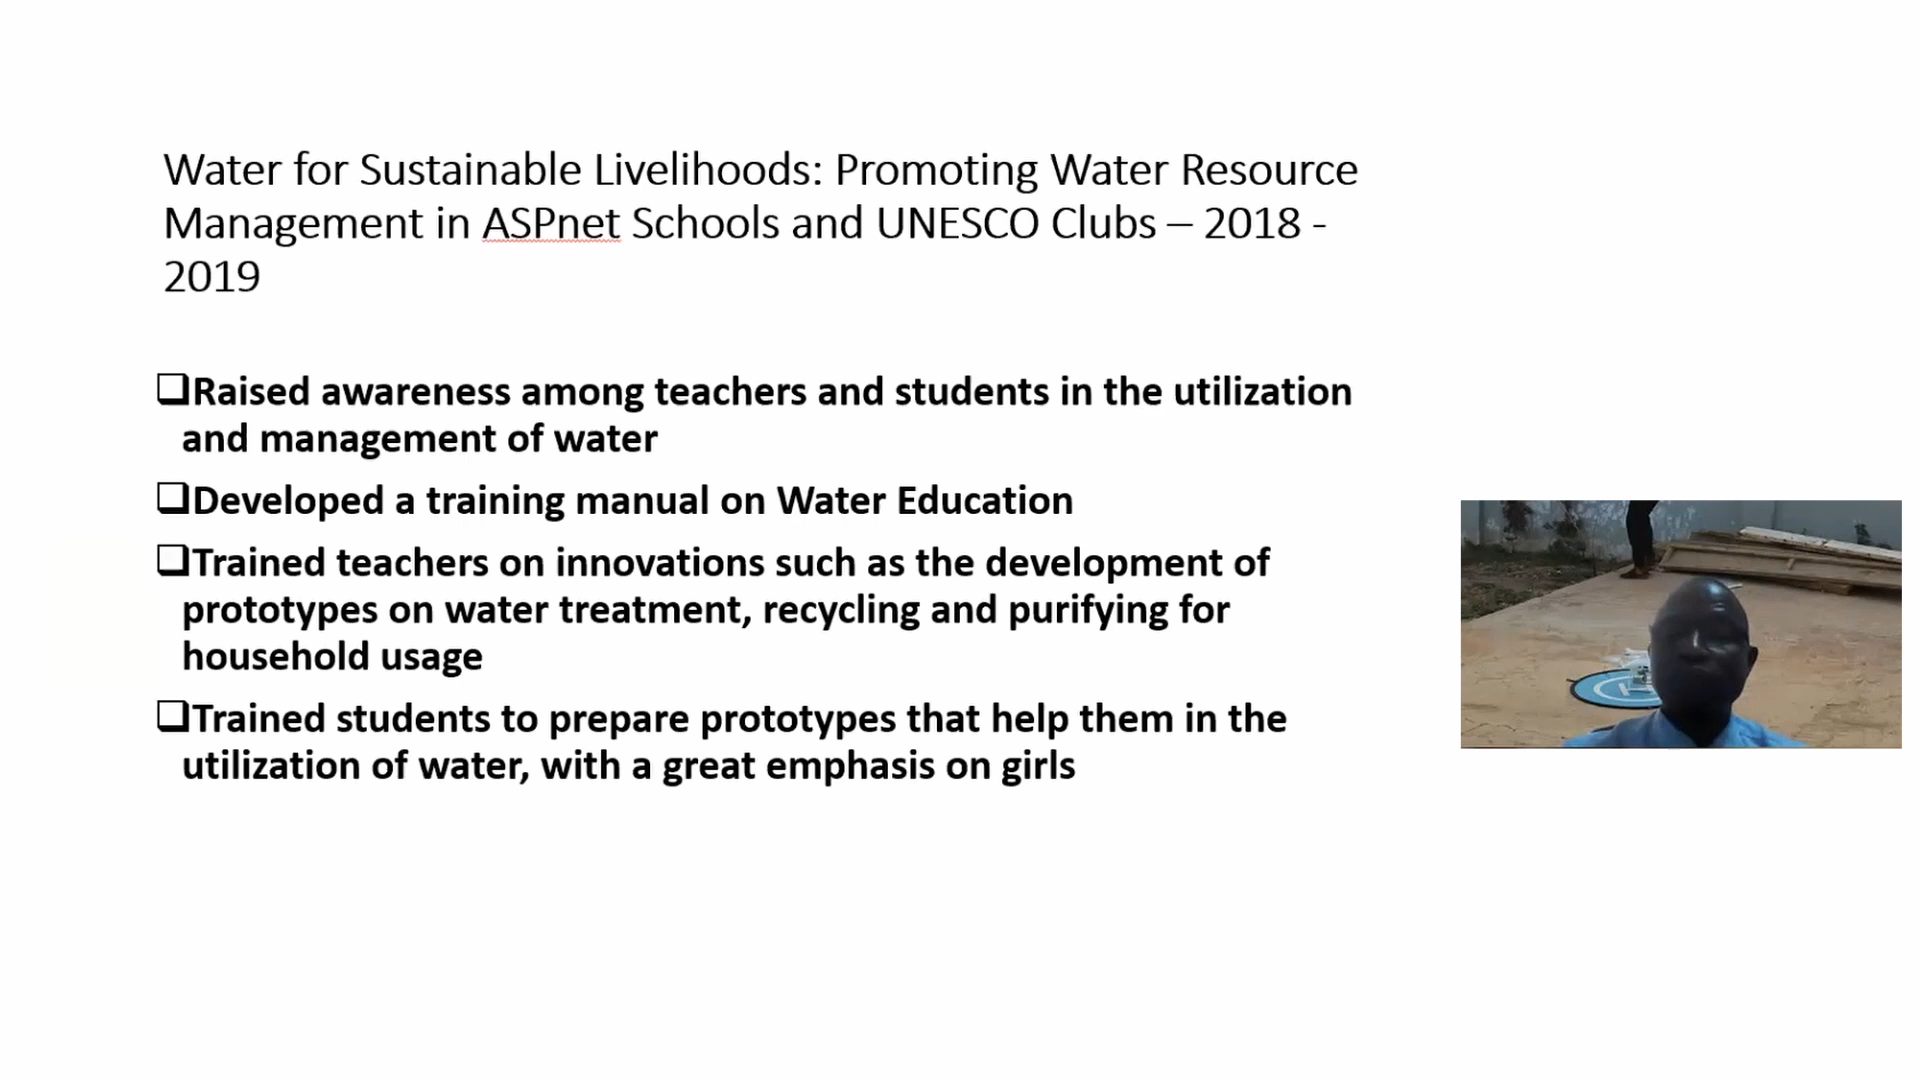 Water for Sustainable Livelihoods: Promoting Water Resource
Management in ASPnet Schools and UNESCO Clubs – 2018 -
2019
❑Raised awareness among teachers and students in the utilization
and management of water
❑Developed a training manual on Water Education
❑Trained teachers on innovations such as the development of
prototypes on water treatment, recycling and purifying for
household usage
❑Trained students to prepare prototypes that help them in the
utilization of water, with a great emphasis on girls
H